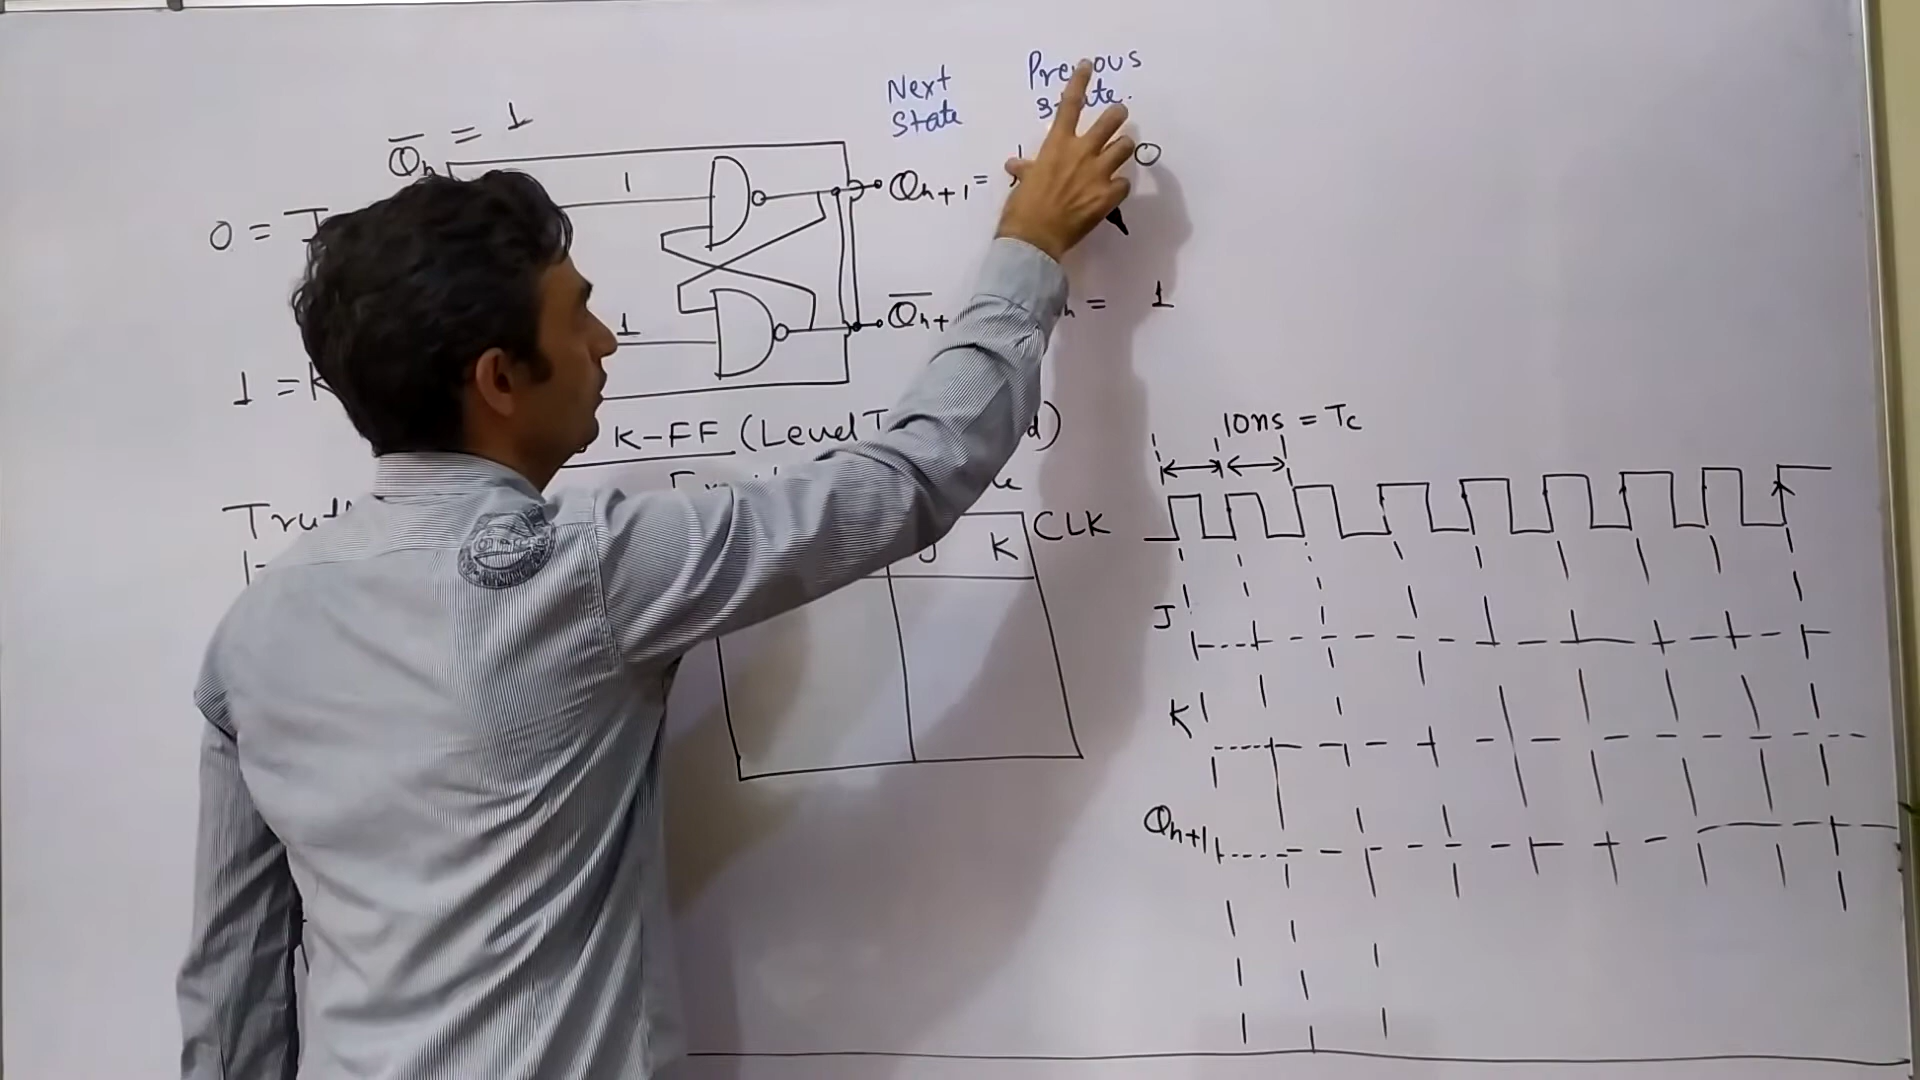 Next
state
Previous
state.
Q̅n = 1
0 = J
1
Qn+1 =
0
1 = K
1
Q̅n+
= 1
K-FF (Level T
10ns = Tc
J K
CLK
J
K
Qn+1